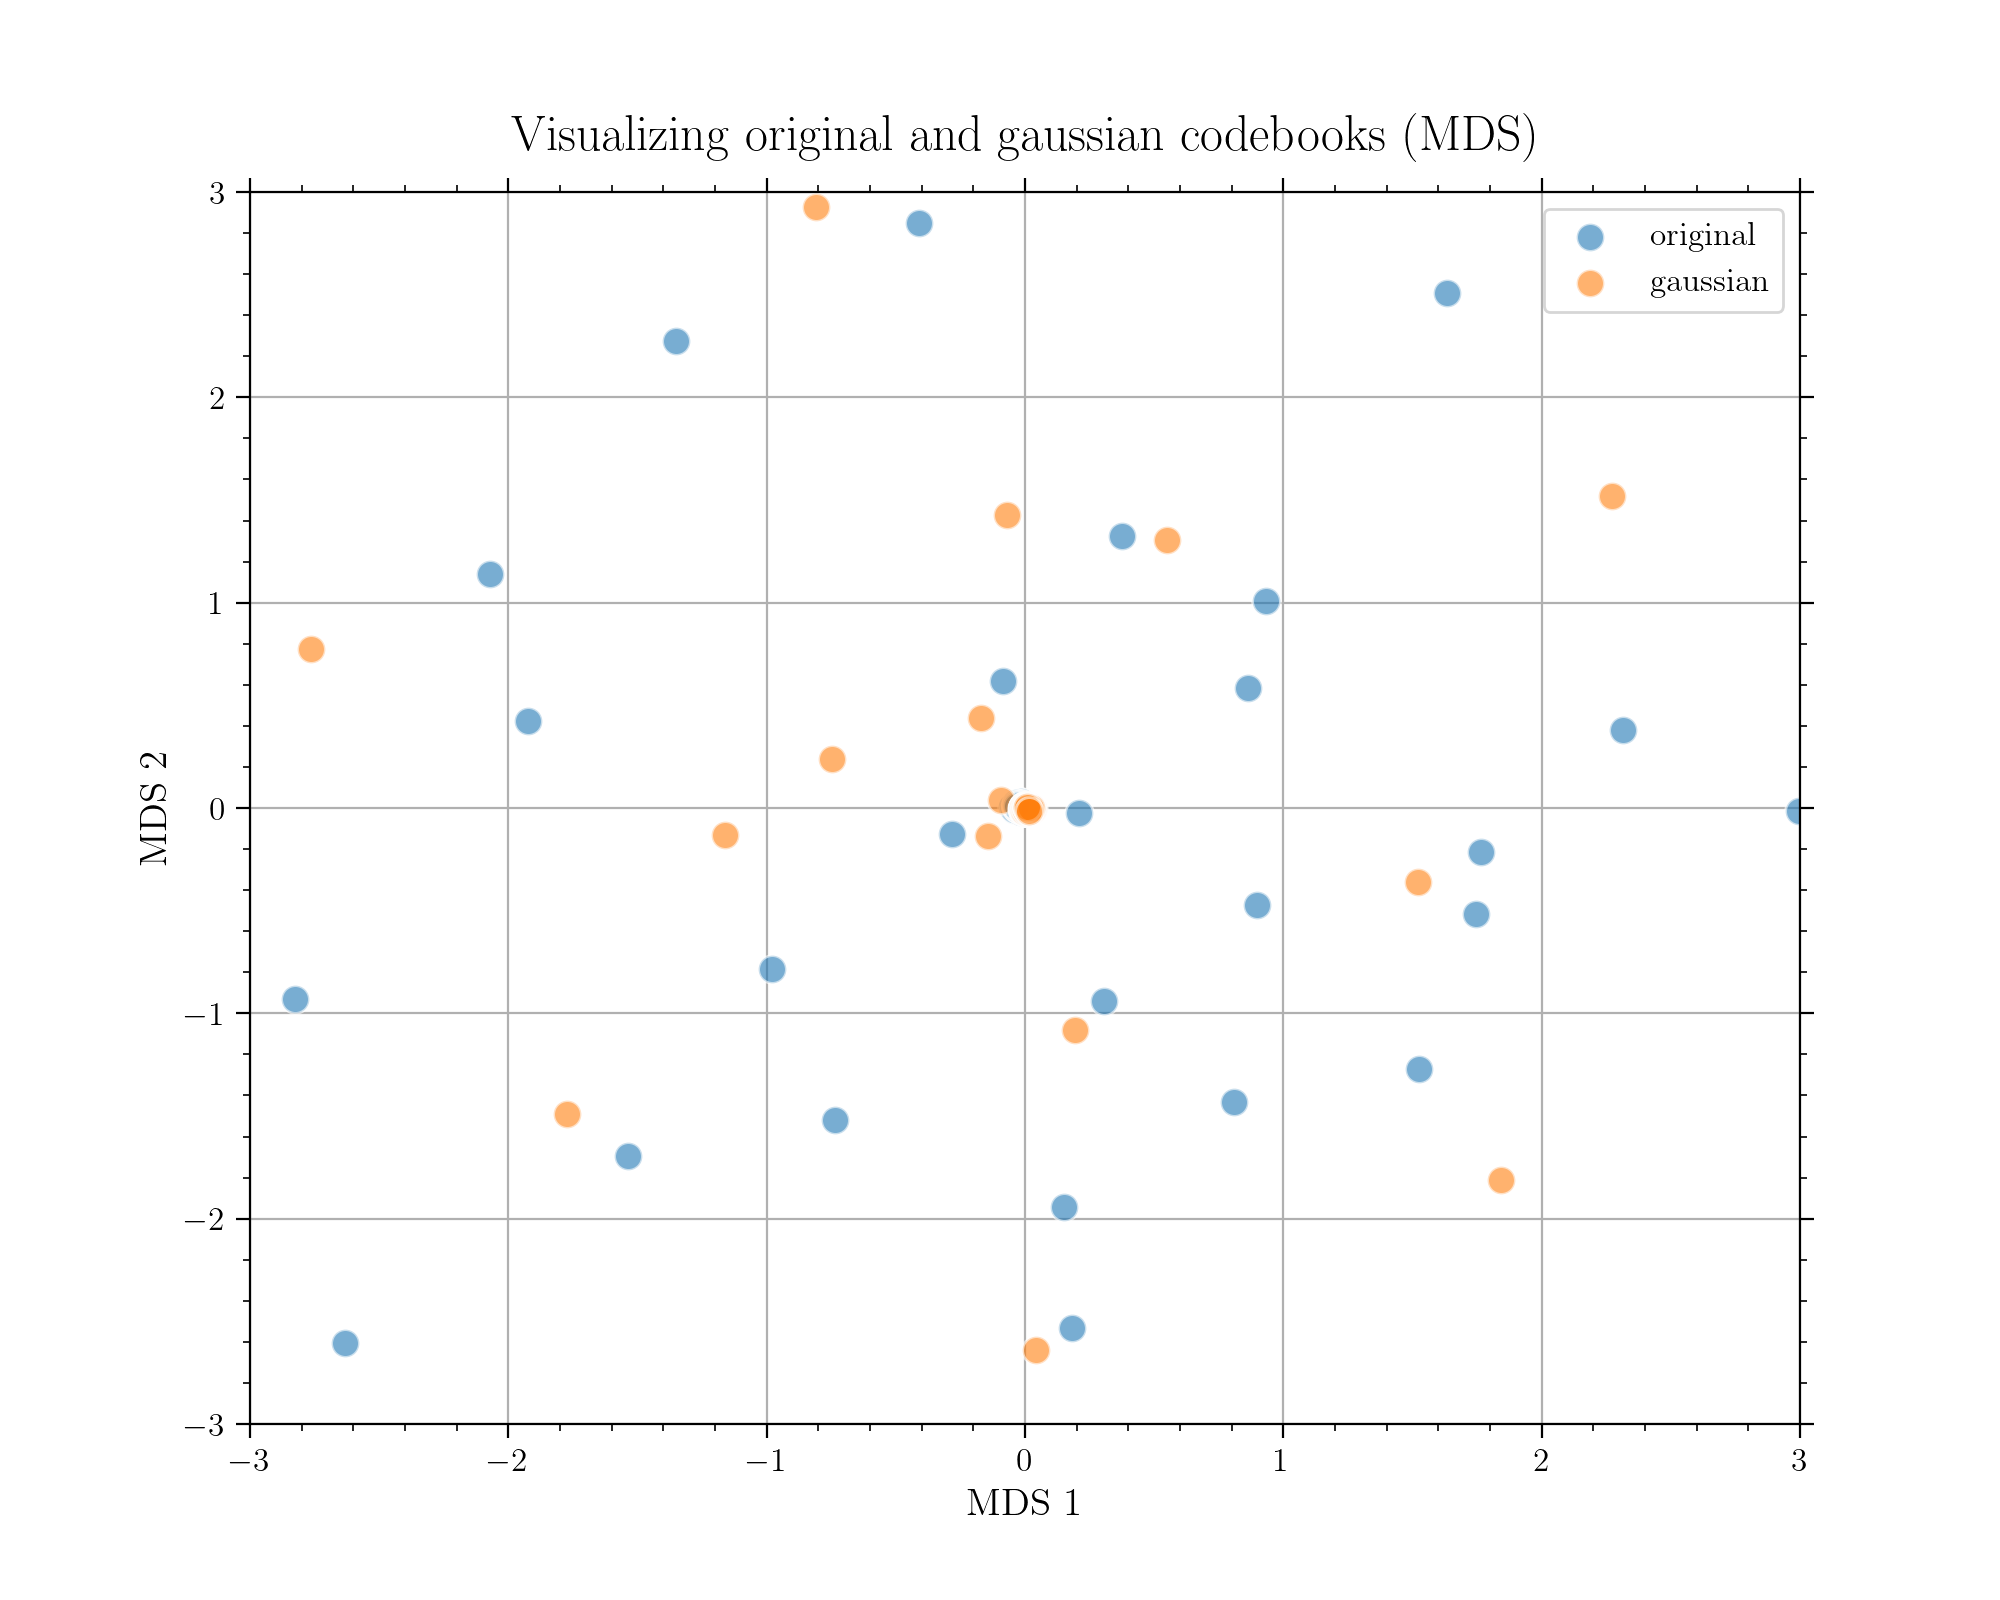 Visualizing original and gaussian codebooks (MDS)
original
gaussian
3
2
1
0
−1
−2
−3
MDS 2
−3
−2
−1
0
1
2
3
MDS 1